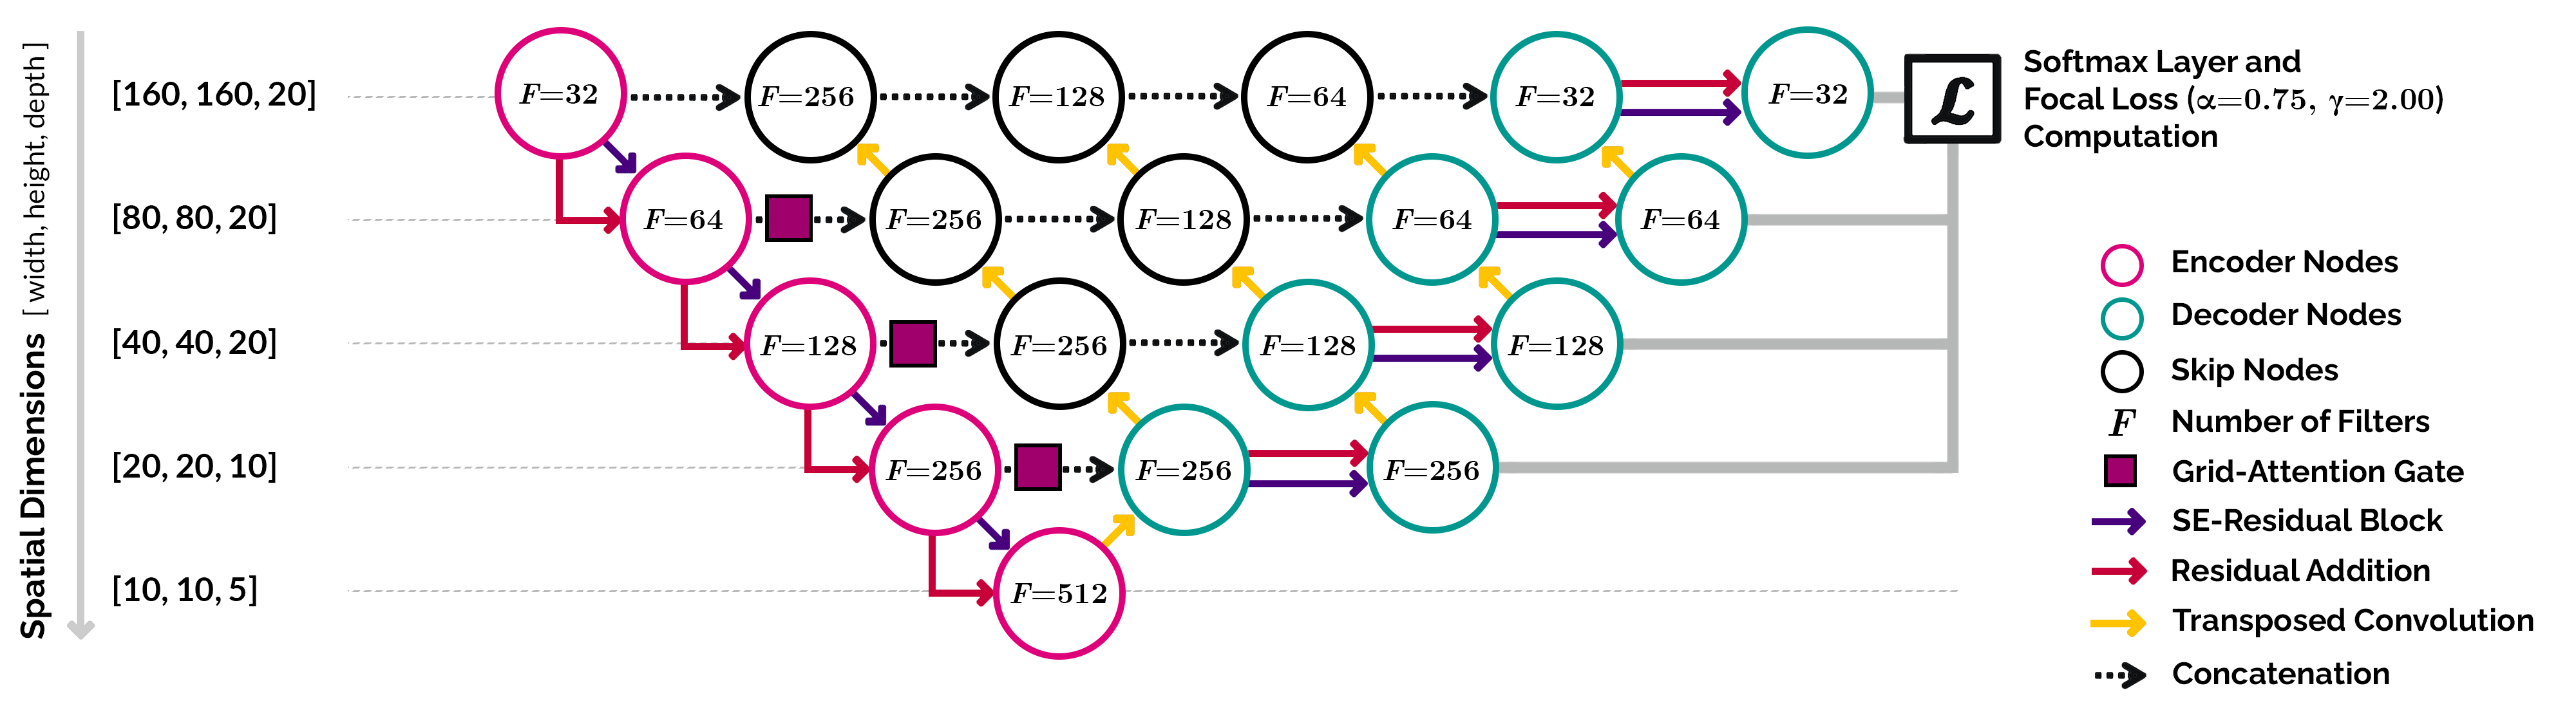 Spatial Dimensions [ width, height, depth ]
[160, 160, 20]
F=32
F=256
F=128
F=64
F=32
F=32
ℒ
Softmax Layer and
Focal Loss (α=0.75, γ=2.00)
Computation
[80, 80, 20]
F=64
F=256
F=128
F=64
F=64
[40, 40, 20]
F=128
F=256
F=128
F=128
[20, 20, 10]
F=256
F=256
F=256
[10, 10, 5]
F=512
Encoder Nodes
Decoder Nodes
Skip Nodes
F Number of Filters
Grid-Attention Gate
SE-Residual Block
Residual Addition
Transposed Convolution
Concatenation